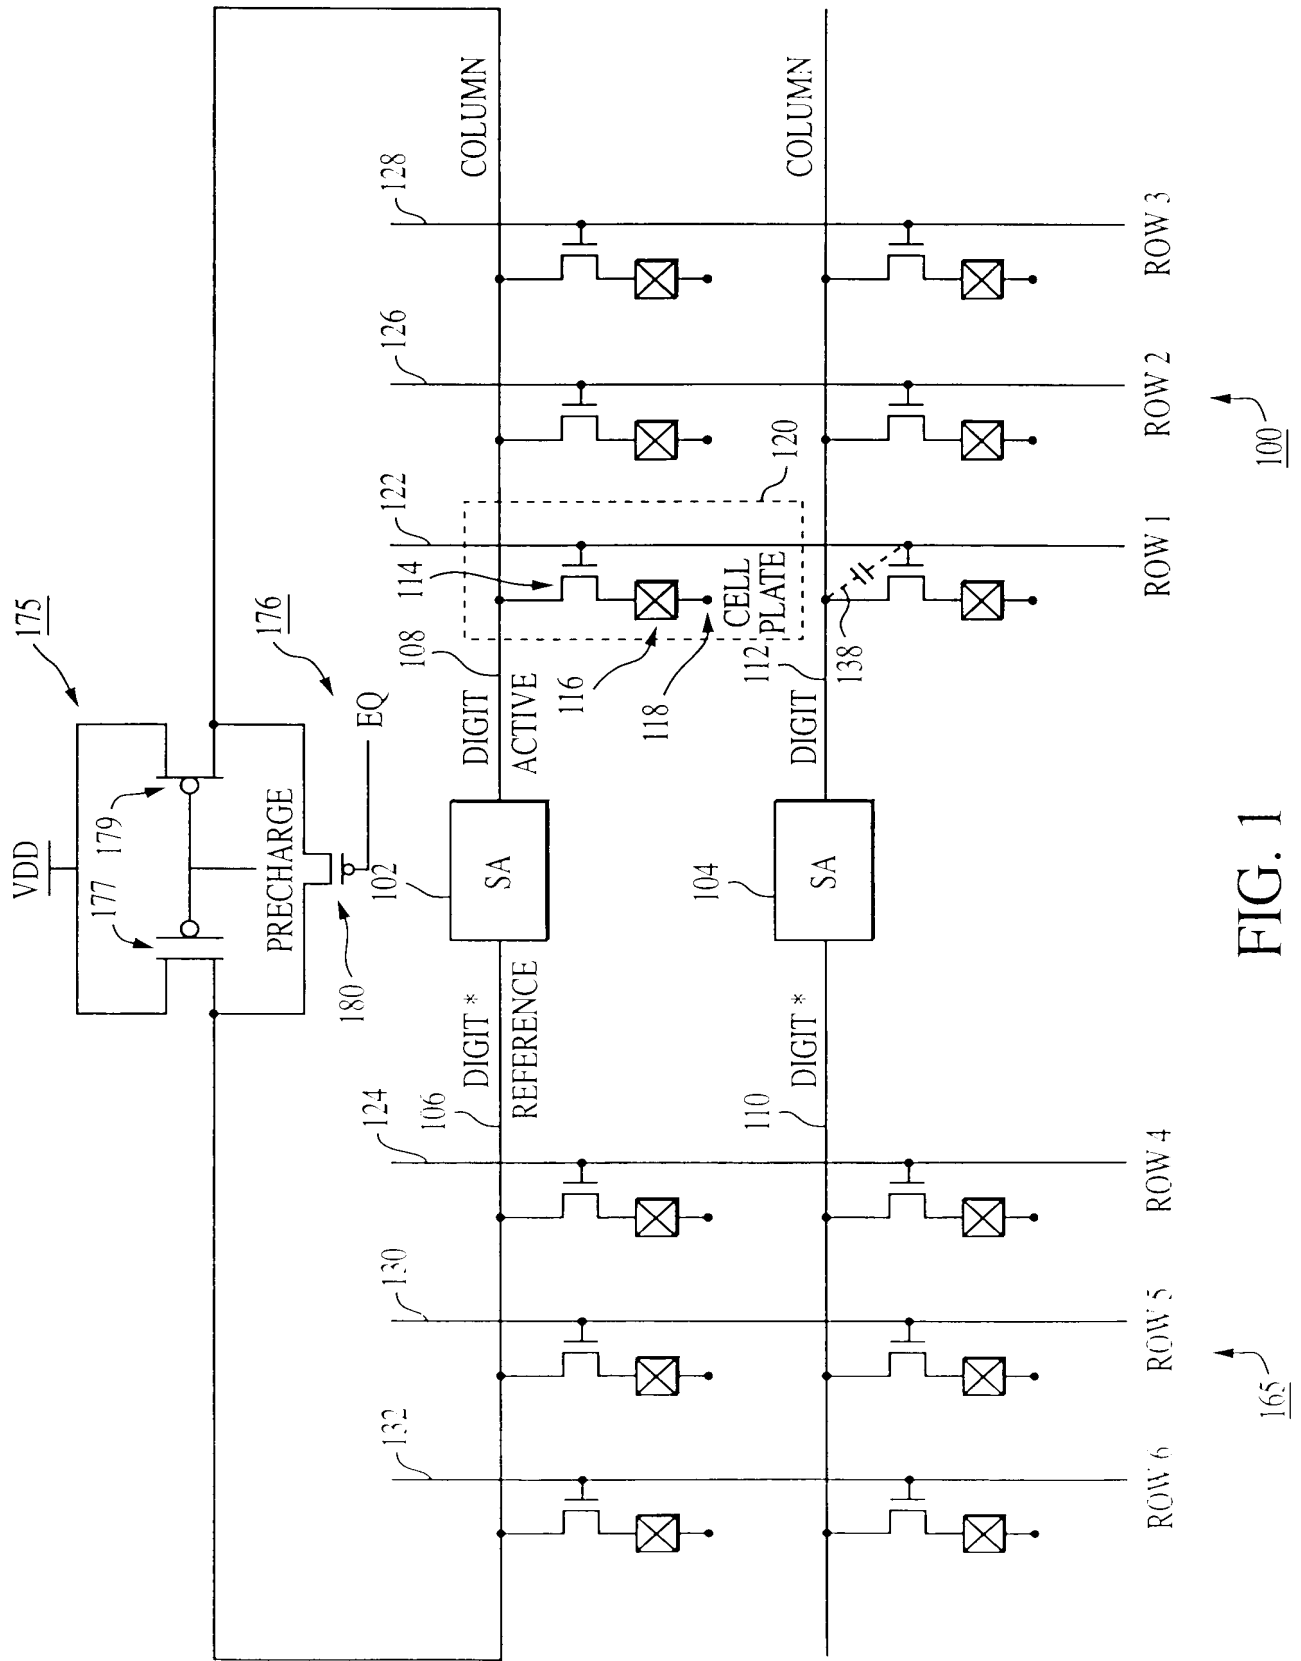 VDD
175
177
179
PRECHARGE
176
EQ
180
132
130
124
122
126
128
106
DIGIT *
REFERENCE
102
SA
DIGIT
ACTIVE
108
114
116
118
CELL
PLATE
120
COLUMN
110
DIGIT *
104
SA
DIGIT
112
138
COLUMN
ROW 6
ROW 5
ROW 4
ROW 1
ROW 2
ROW 3
165
100
FIG. 1